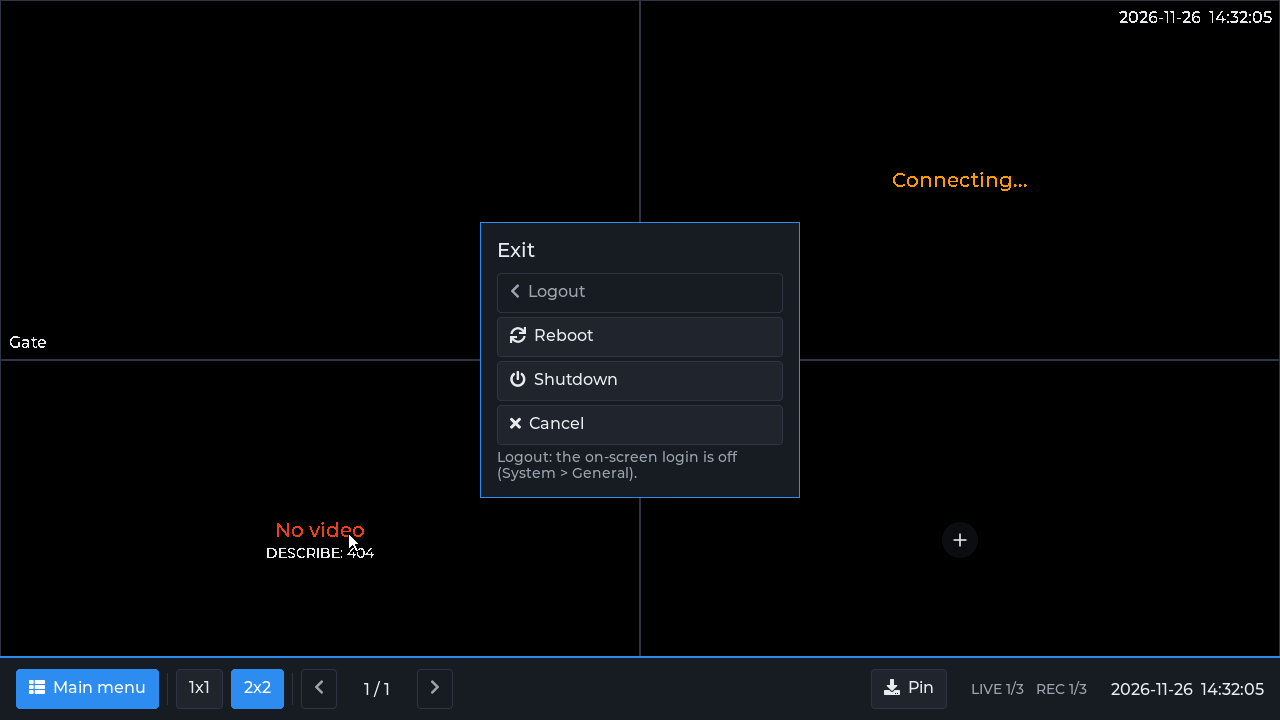 2026-11-26 14:32:05
Connecting...
Gate
Exit
Logout
Reboot
Shutdown
Cancel
Logout: the on-screen login is off
(System > General).
No video
DESCRIBE: 404
Main menu
1x1
2x2
1 / 1
Pin
LIVE 1/3
REC 1/3
2026-11-26 14:32:05